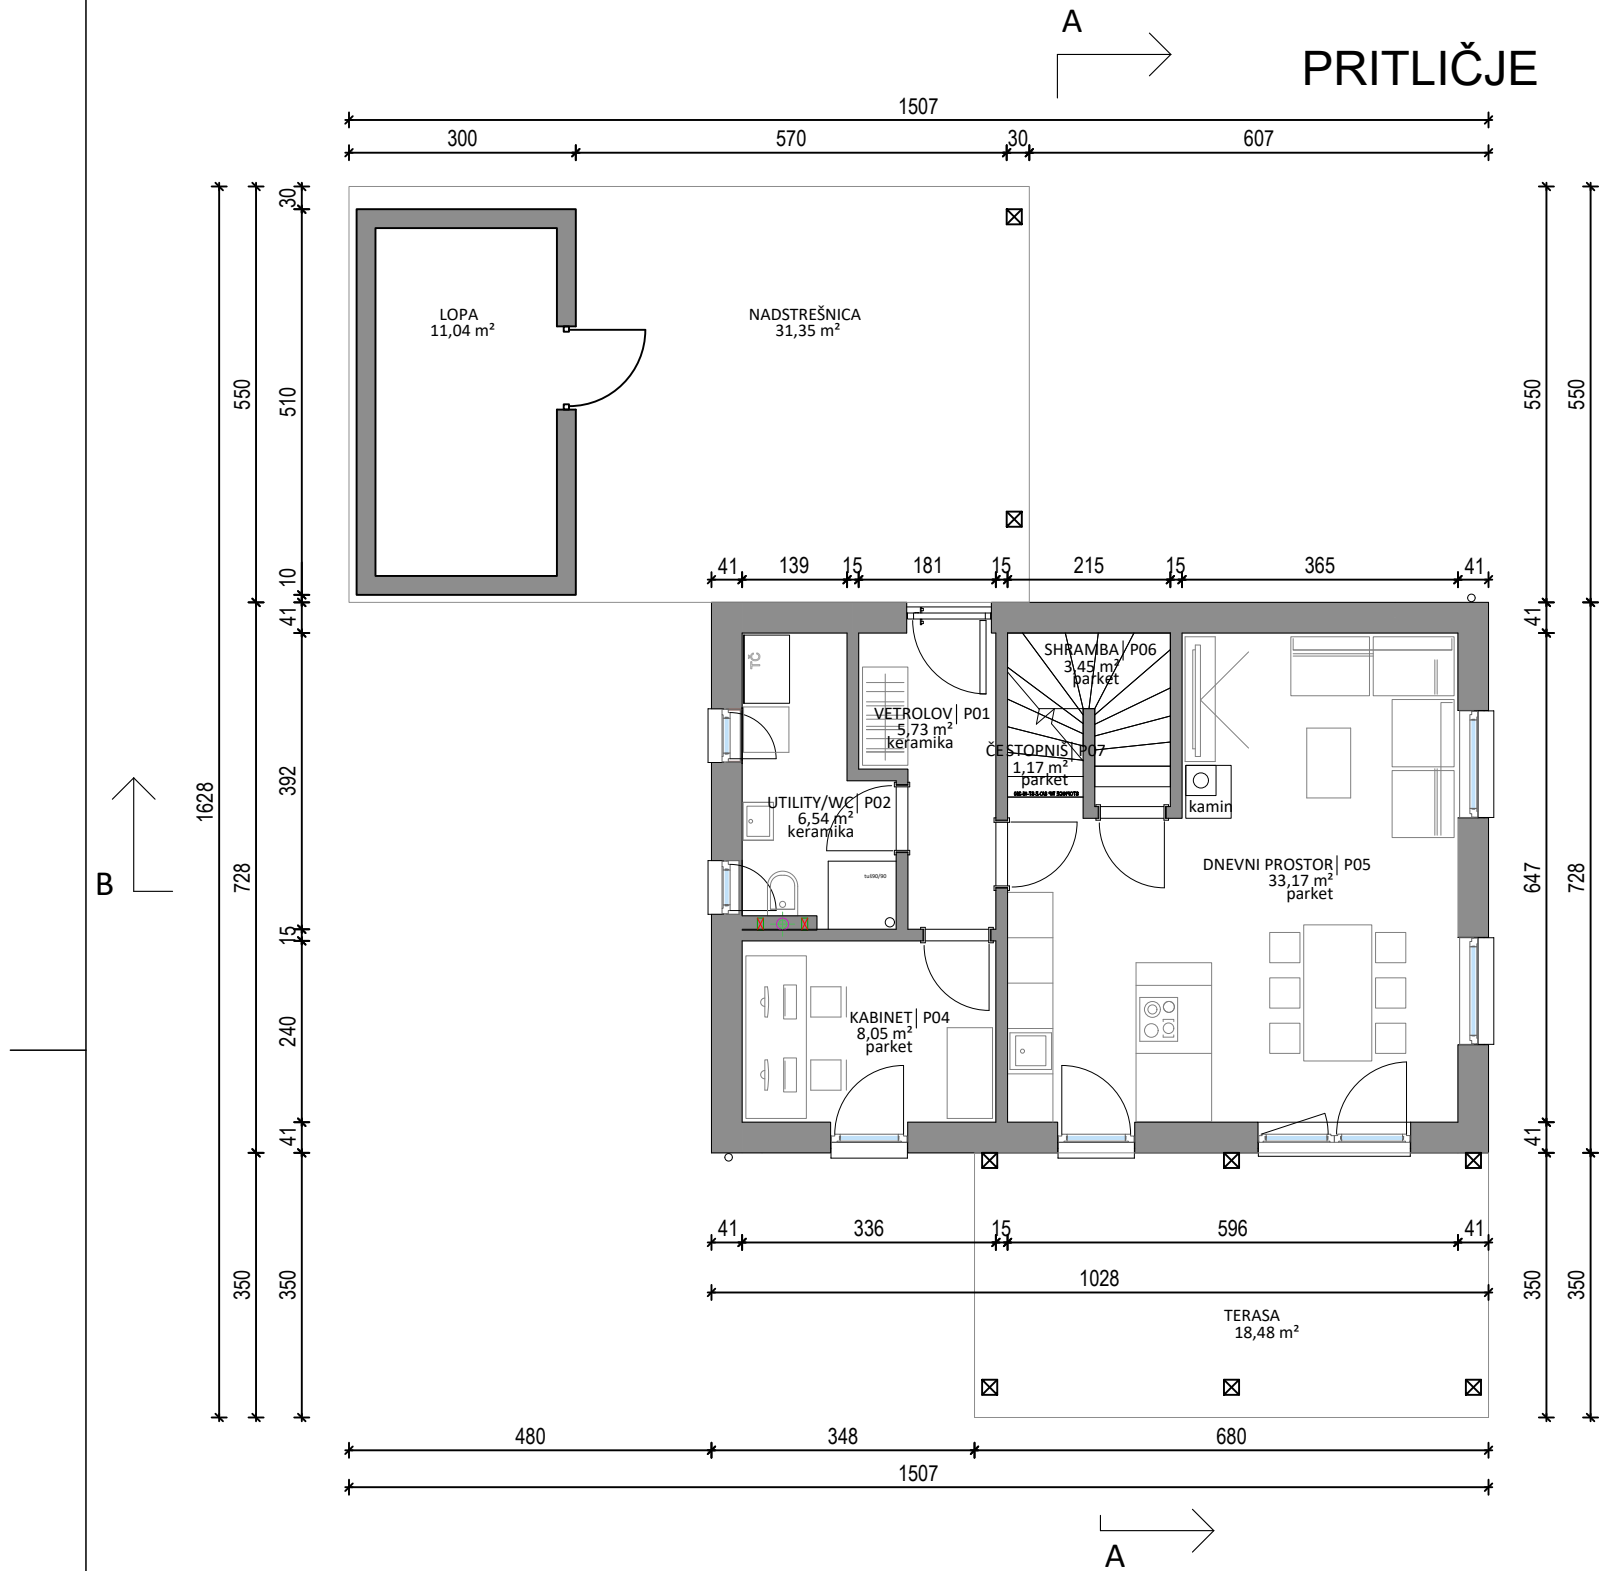 A
PRITLIČJE
1507
300 570 30 607
30
LOPA
11,04 m²
NADSTREŠNICA
31,35 m²
550
510
550
550
10
41 139 15 181 15 215 15 365 41
41
41
TČ
SHRAMBA P06
3,45 m²
parket
VETROLOV P01
5,73 m²
keramika
P07
1,17 m²
parket
1628
392
kamin
UTILITY/WC P02
6,54 m²
keramika
B
728
DNEVNI PROSTOR P05
33,17 m²
parket
647
728
15
KABINET P04
8,05 m²
parket
240
41
41
41 336 15 596 41
1028
350
350
350
350
TERASA
18,48 m²
480 348 680
1507
A